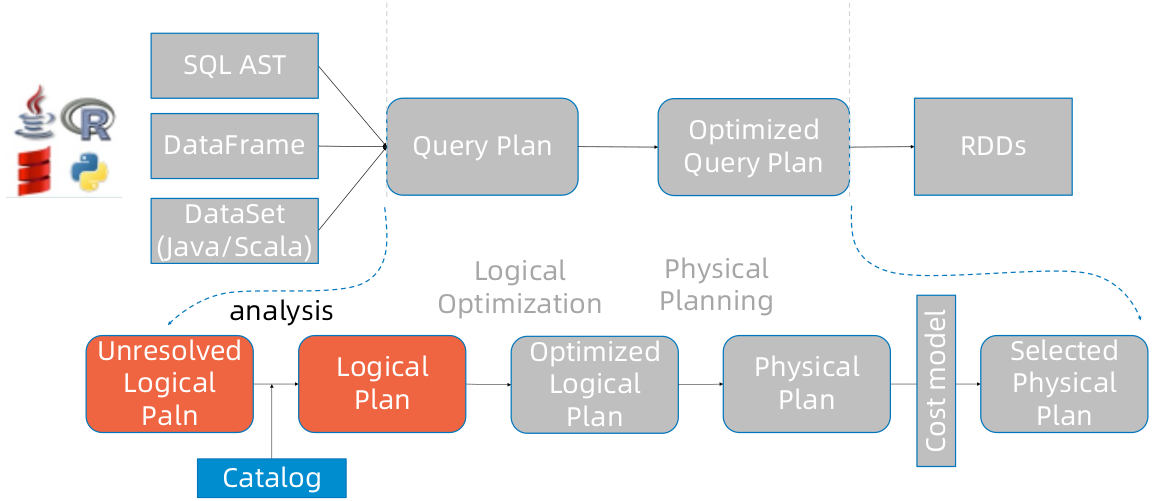 SQL AST
DataFrame
DataSet
(Java/Scala)
R
Query Plan
Optimized
Query Plan
RDDs
analysis
Logical
Optimization
Physical
Planning
Unresolved
Logical
Paln
Logical
Plan
Optimized
Logical
Plan
Physical
Plan
Cost model
Selected
Physical
Plan
Catalog